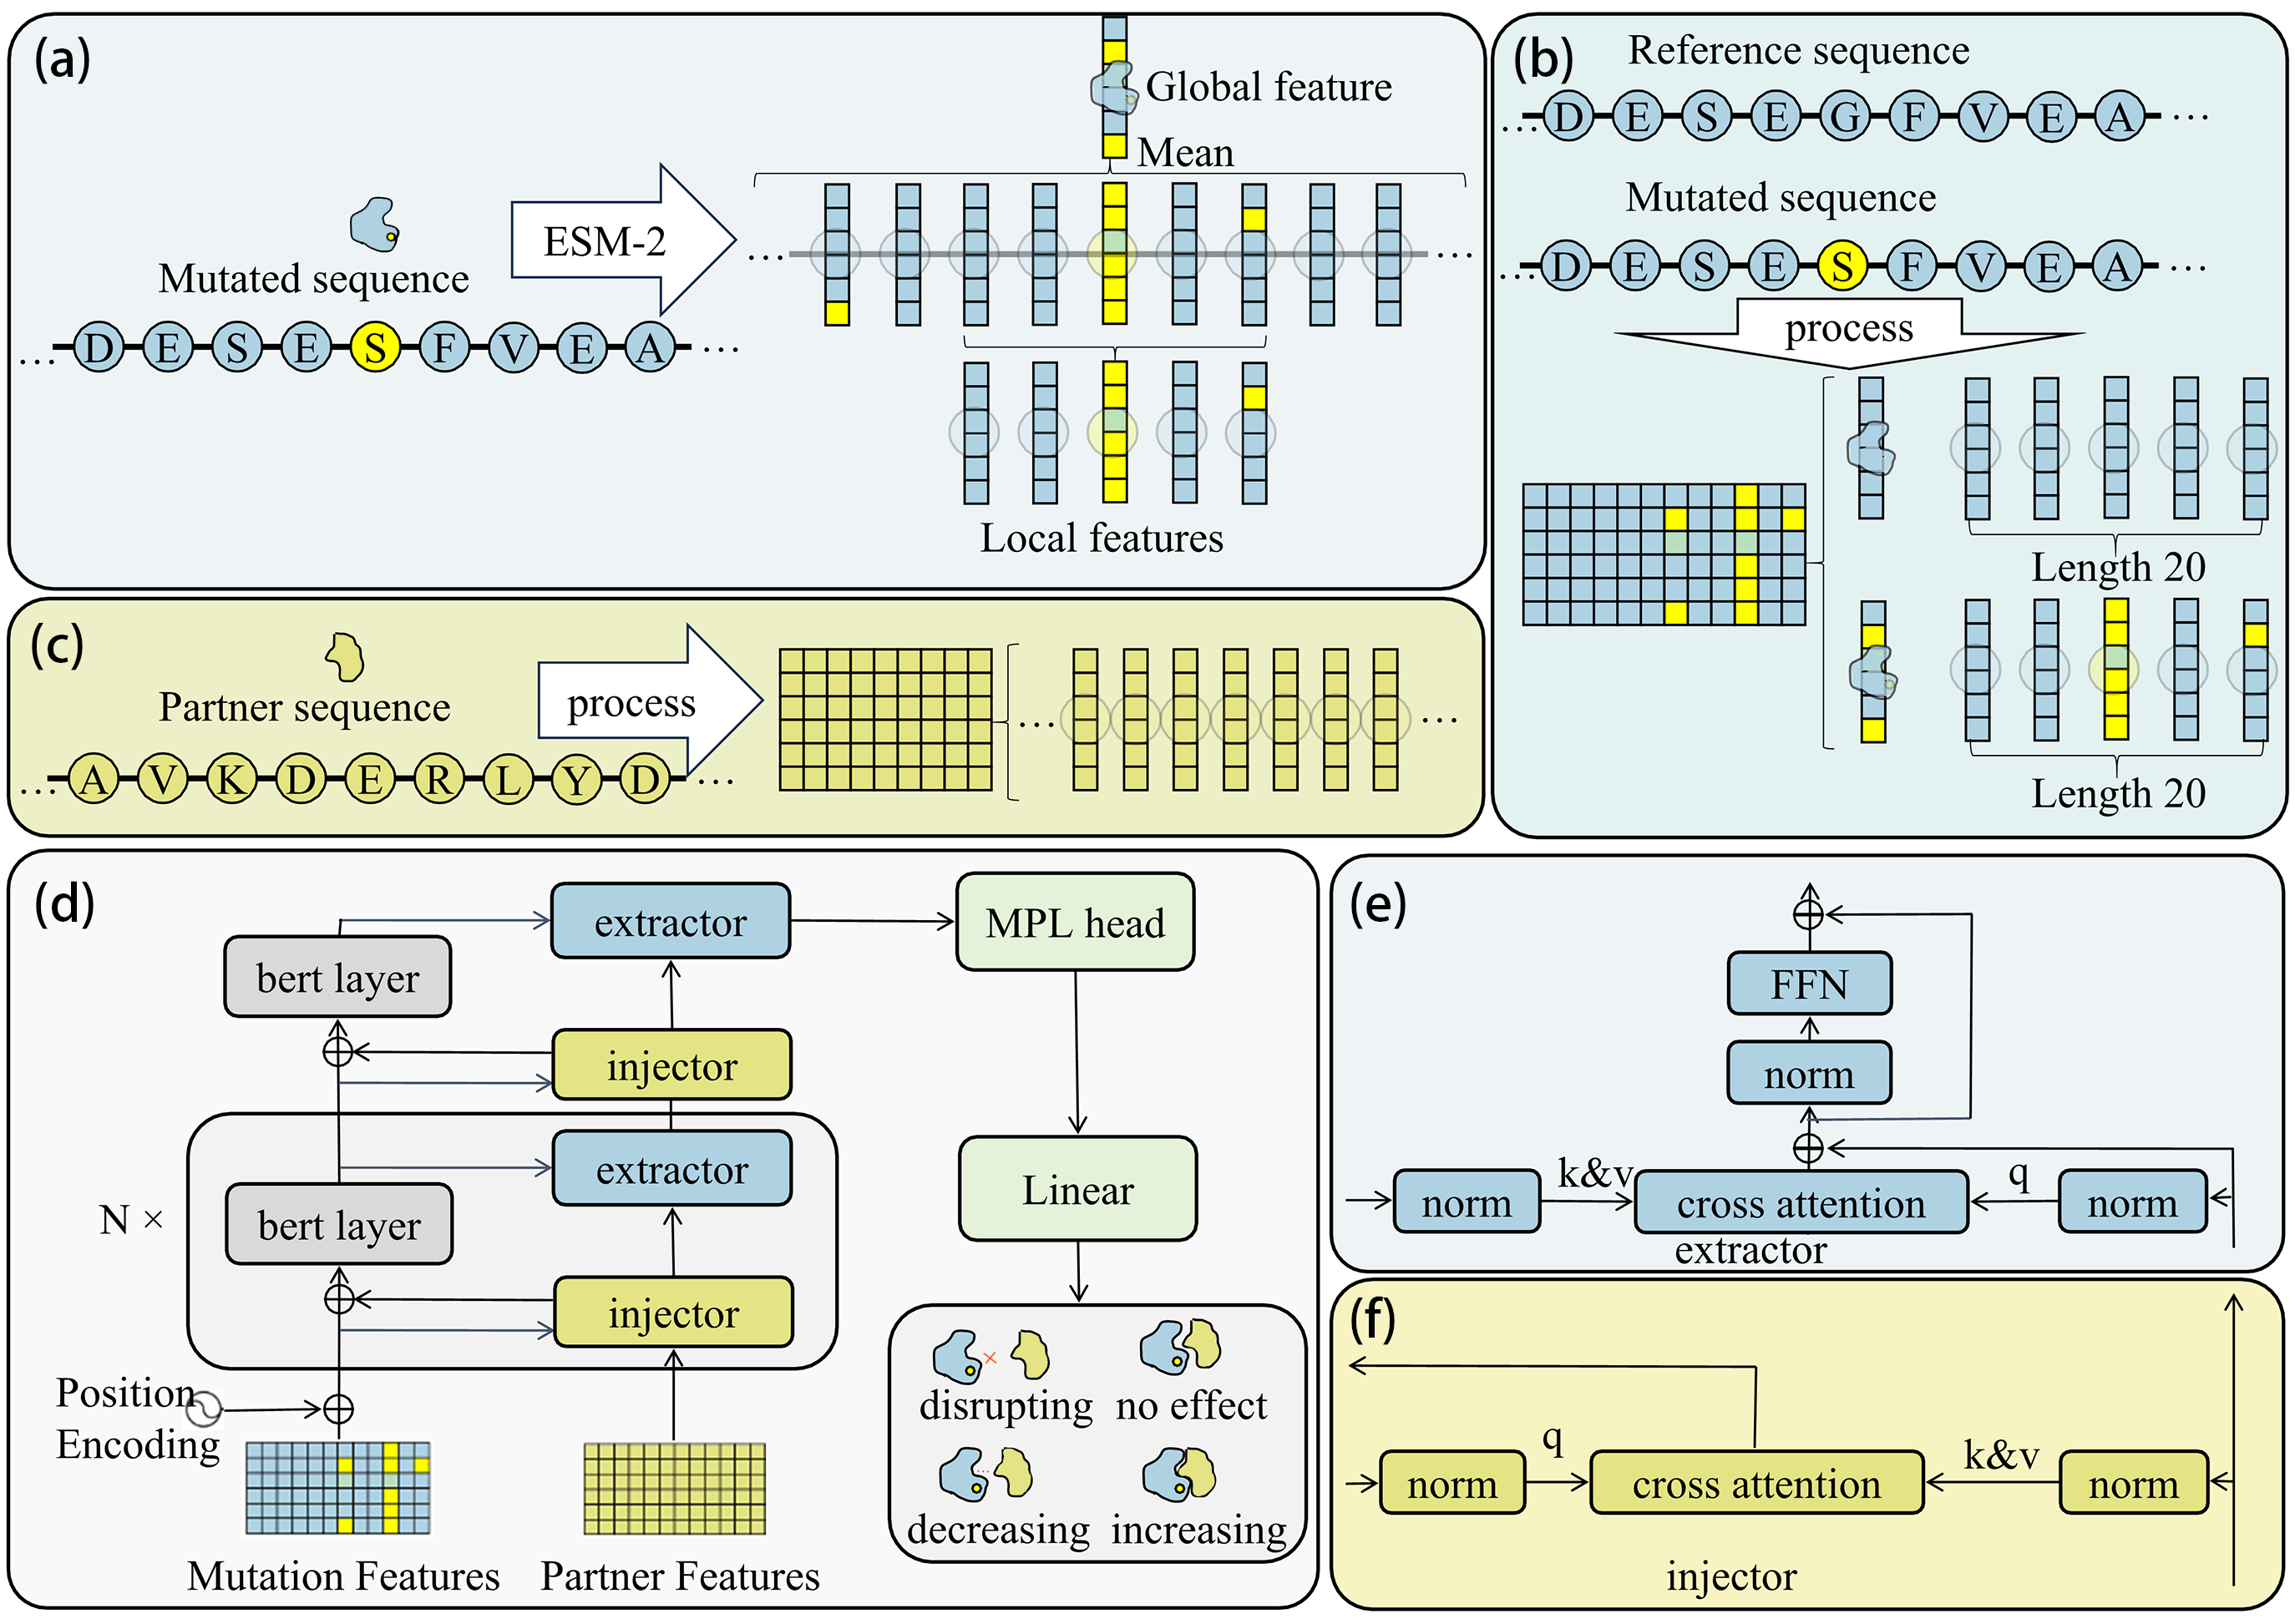 (a)
Global feature
Mean
Mutated sequence
ESM-2
... D E S E S F V E A ...
... ...
Local features
(b)
Reference sequence
... D E S E G F V E A ...
Mutated sequence
... D E S E S F V E A ...
process
Length 20
Length 20
(c)
Partner sequence
process
... A V K D E R L Y D ...
... ...
(d)
extractor
MPL head
bert layer
injector
extractor
N ×
bert layer
Linear
injector
Position
Encoding
disrupting
no effect
decreasing
increasing
Mutation Features
Partner Features
(e)
FFN
norm
norm
k&v
cross attention
q
norm
extractor
(f)
norm
q
cross attention
k&v
norm
injector